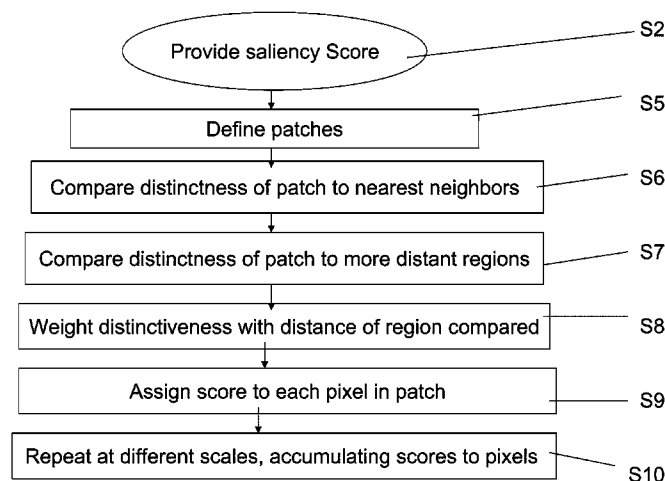 Provide saliency Score
S2
Define patches
S5
Compare distinctness of patch to nearest neighbors
S6
Compare distinctness of patch to more distant regions
S7
Weight distinctiveness with distance of region compared
S8
Assign score to each pixel in patch
S9
Repeat at different scales, accumulating scores to pixels
S10